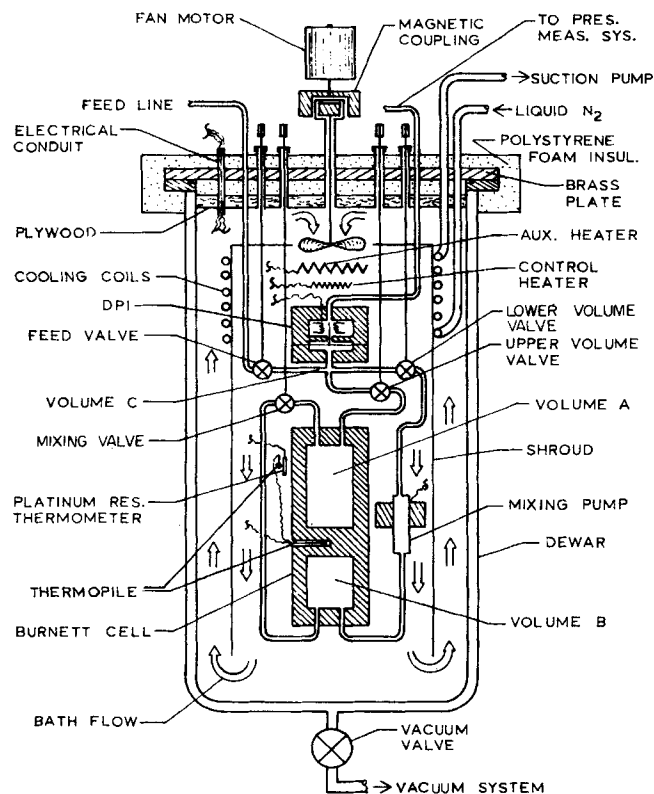 FAN MOTOR
MAGNETIC
COUPLING
TO PRES.
MEAS. SYS.
SUCTION PUMP
FEED LINE
LIQUID N2
ELECTRICAL
CONDUIT
POLYSTYRENE
FOAM INSUL.
BRASS
PLATE
PLYWOOD
AUX. HEATER
COOLING COILS
CONTROL
HEATER
DPI
LOWER VOLUME
VALVE
FEED VALVE
UPPER VOLUME
VALVE
VOLUME C
VOLUME A
MIXING VALVE
SHROUD
PLATINUM RES.
THERMOMETER
MIXING PUMP
DEWAR
THERMOPILE
BURNETT CELL
VOLUME B
BATH FLOW
VACUUM
VALVE
VACUUM SYSTEM